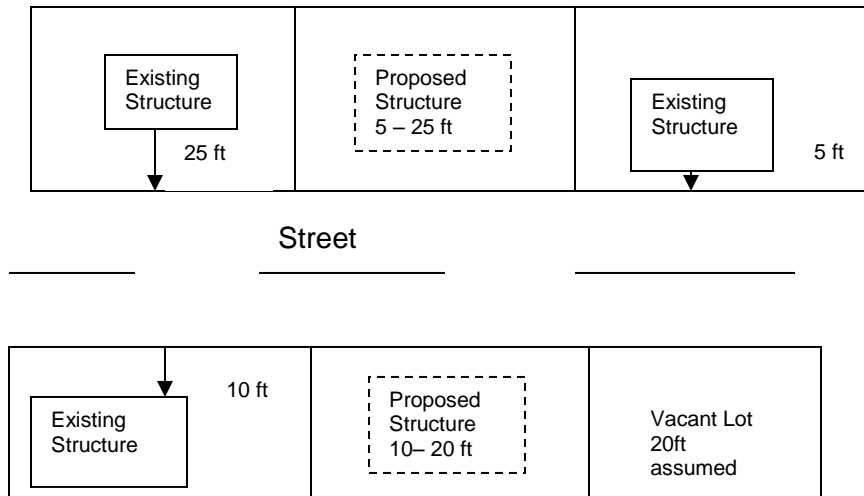 Existing
Structure
25 ft
Proposed
Structure
5 – 25 ft
Existing
Structure
5 ft
Street
Existing
Structure
10 ft
Proposed
Structure
10– 20 ft
Vacant Lot
20ft
assumed